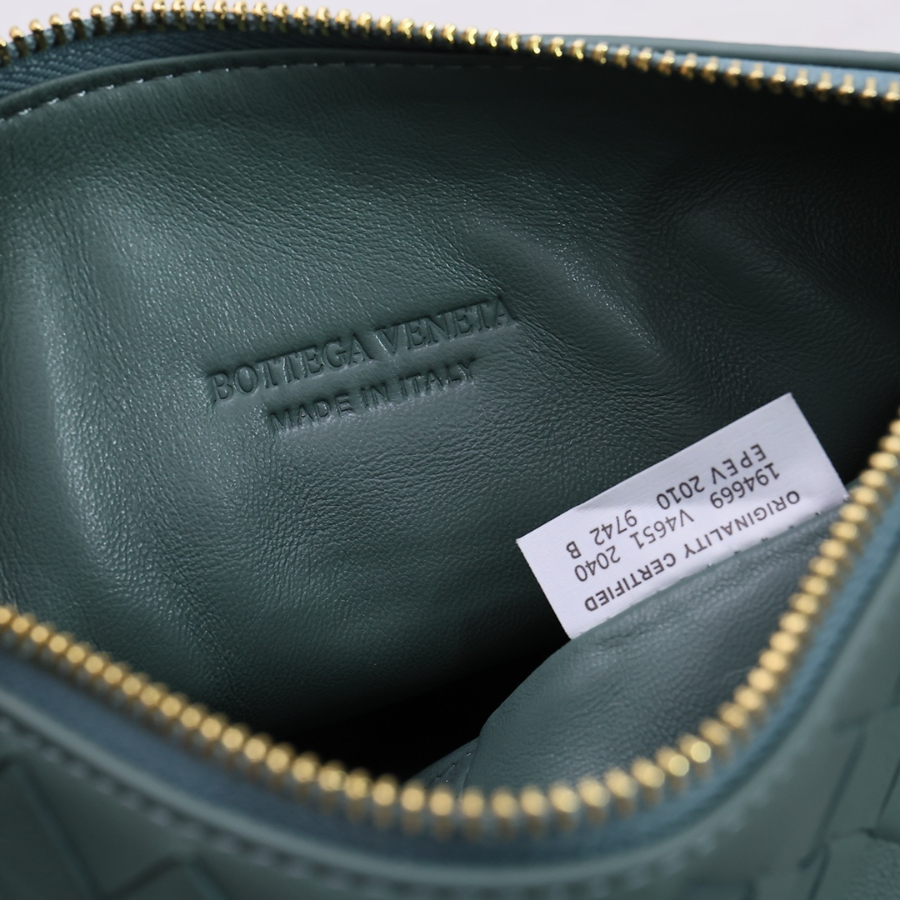 BOTTEGA VENETA
MADE IN ITALY
ORIGINALITY CERTIFIED
194669 V4651 2040
EPEV 2010 9742 B